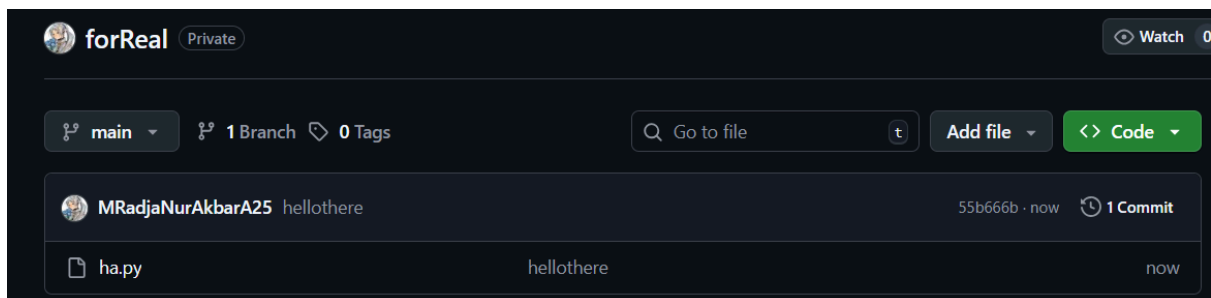 forReal Private Watch 0
main 1 Branch 0 Tags Go to file t Add file <> Code
MRadjaNurAkbarA25 hellothere 55b666b · now 1 Commit
ha.py hellothere now